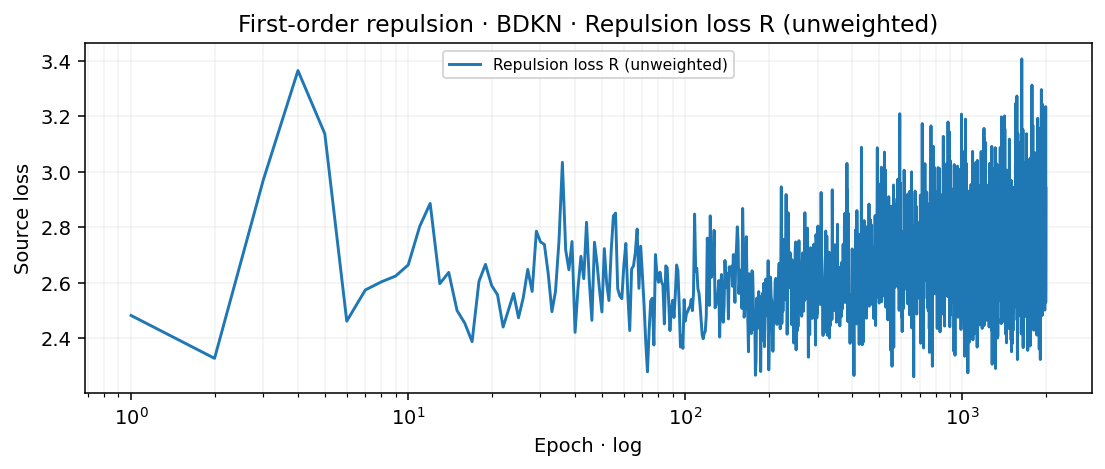 First-order repulsion · BDKN · Repulsion loss R (unweighted)
Repulsion loss R (unweighted)
Source loss
3.4
3.2
3.0
2.8
2.6
2.4
10⁰ 10¹ 10² 10³
Epoch · log